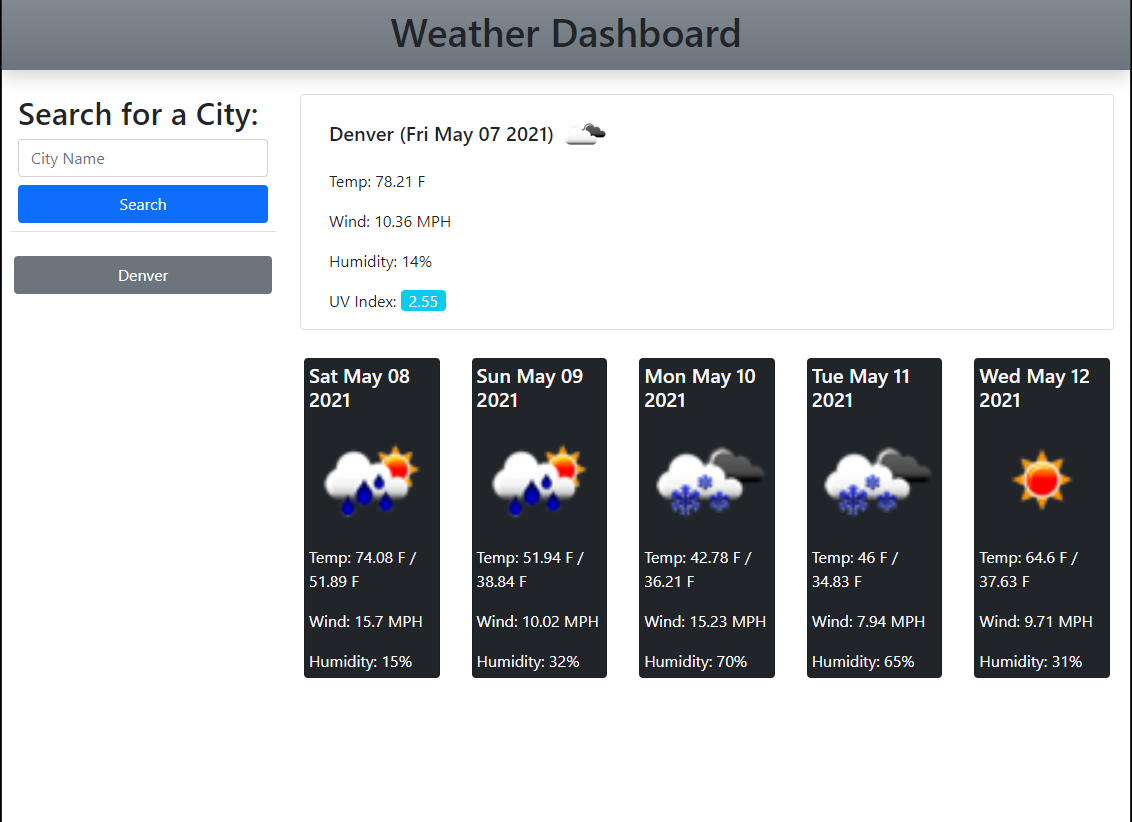 Weather Dashboard
Search for a City:
City Name
Search
Denver
Denver (Fri May 07 2021)
Temp: 78.21 F
Wind: 10.36 MPH
Humidity: 14%
UV Index: 2.55
Sat May 08
2021
Temp: 74.08 F /
51.89 F
Wind: 15.7 MPH
Humidity: 15%
Sun May 09
2021
Temp: 51.94 F /
38.84 F
Wind: 10.02 MPH
Humidity: 32%
Mon May 10
2021
Temp: 42.78 F /
36.21 F
Wind: 15.23 MPH
Humidity: 70%
Tue May 11
2021
Temp: 46 F /
34.83 F
Wind: 7.94 MPH
Humidity: 65%
Wed May 12
2021
Temp: 64.6 F /
37.63 F
Wind: 9.71 MPH
Humidity: 31%